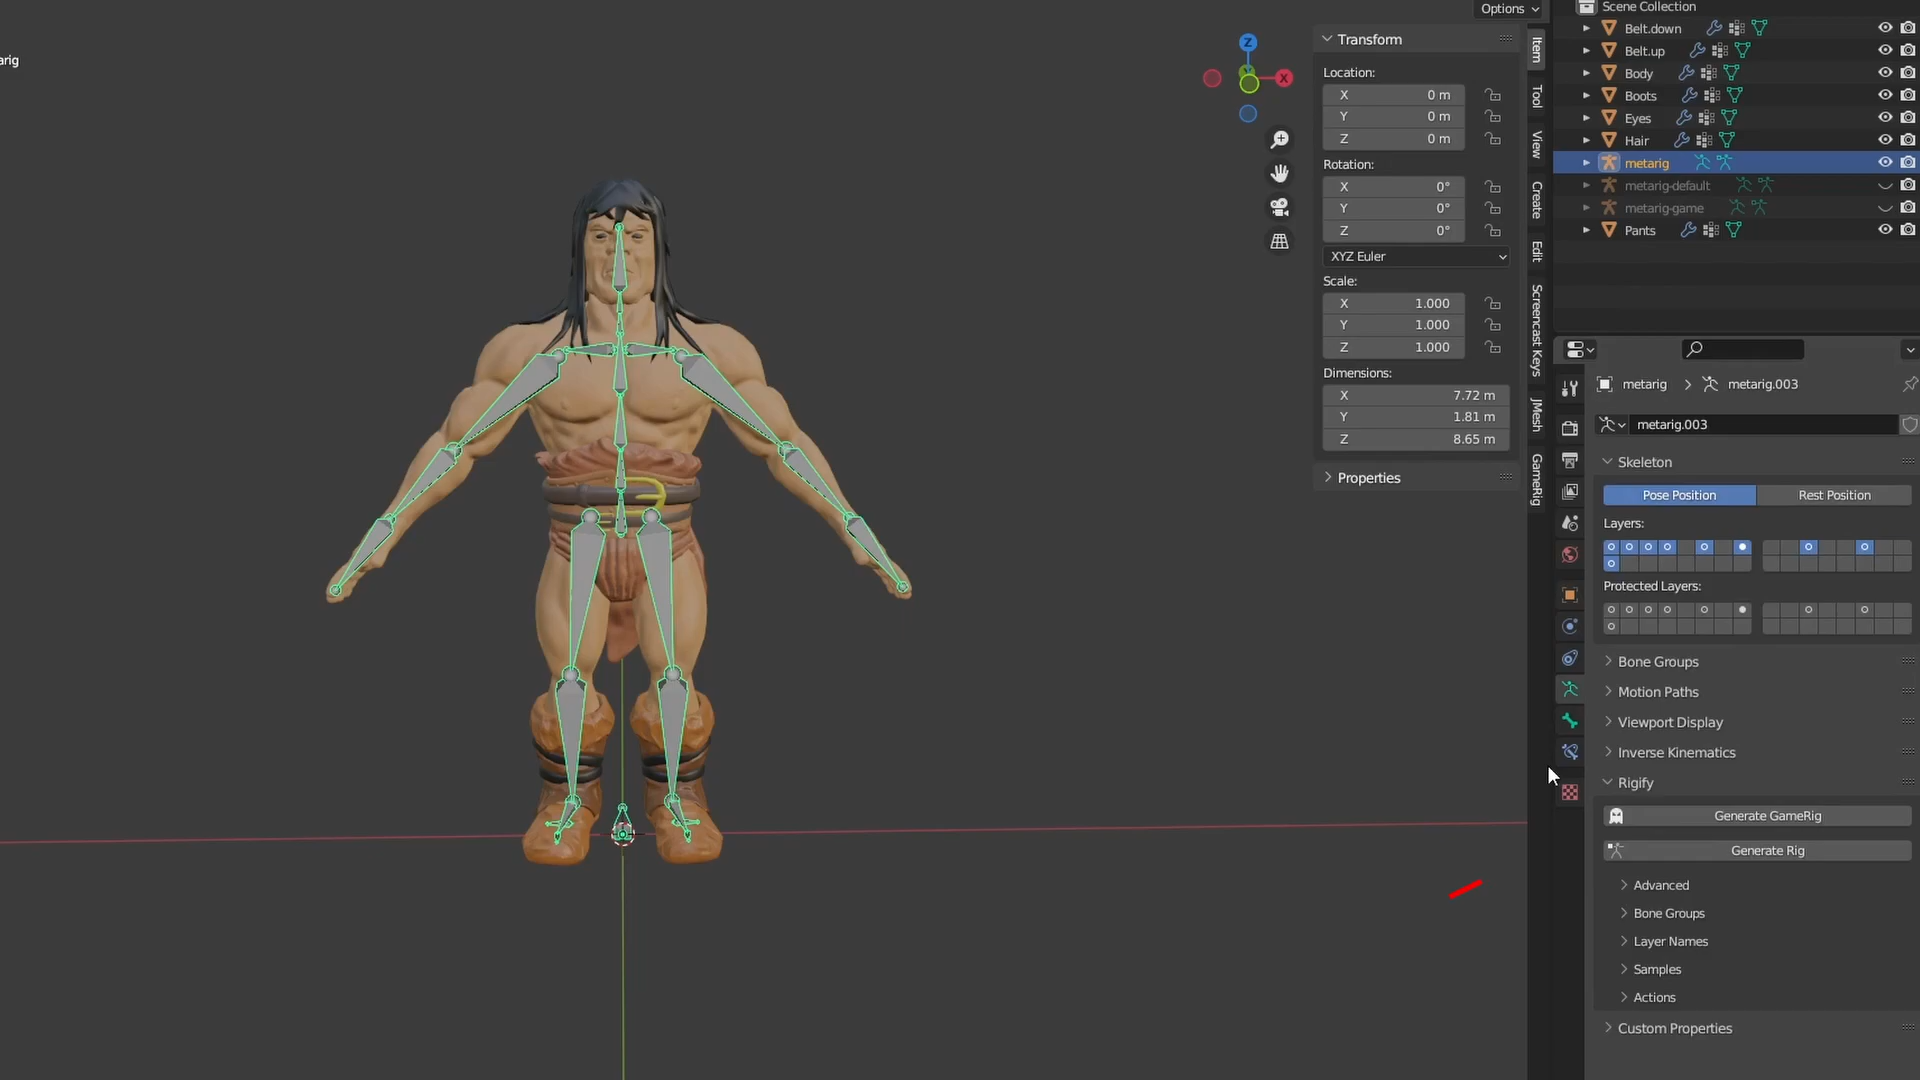 Options
Scene Collection
arig
Transform
Location:
X 0 m
Y 0 m
Z 0 m
Rotation:
X 0°
Y 0°
Z 0°
XYZ Euler
Scale:
X 1.000
Y 1.000
Z 1.000
Dimensions:
X 7.72 m
Y 1.81 m
Z 8.65 m
Properties
Z
X
Item
Tool
View
Create
Edit
Screencast Keys
JMesh
GameRig
Belt.down
Belt.up
Body
Boots
Eyes
Hair
metarig
metarig-default
metarig-game
Pants
metarig > metarig.003
metarig.003
Skeleton
Pose Position Rest Position
Layers:
Protected Layers:
Bone Groups
Motion Paths
Viewport Display
Inverse Kinematics
Rigify
Generate GameRig
Generate Rig
Advanced
Bone Groups
Layer Names
Samples
Actions
Custom Properties